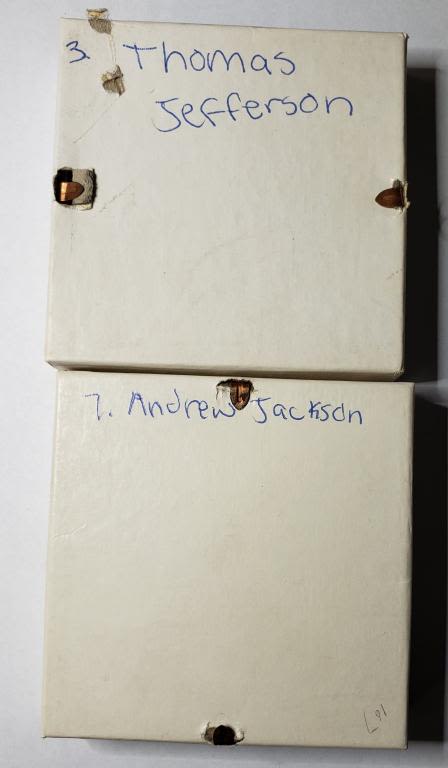 3. Thomas
Jefferson
7. Andrew Jackson